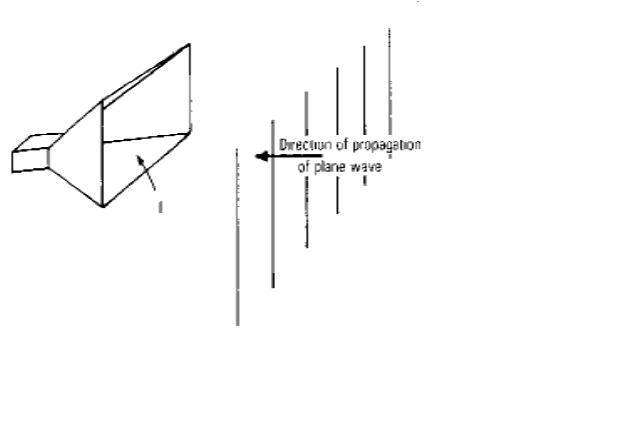 Direction of propagation
of plane wave